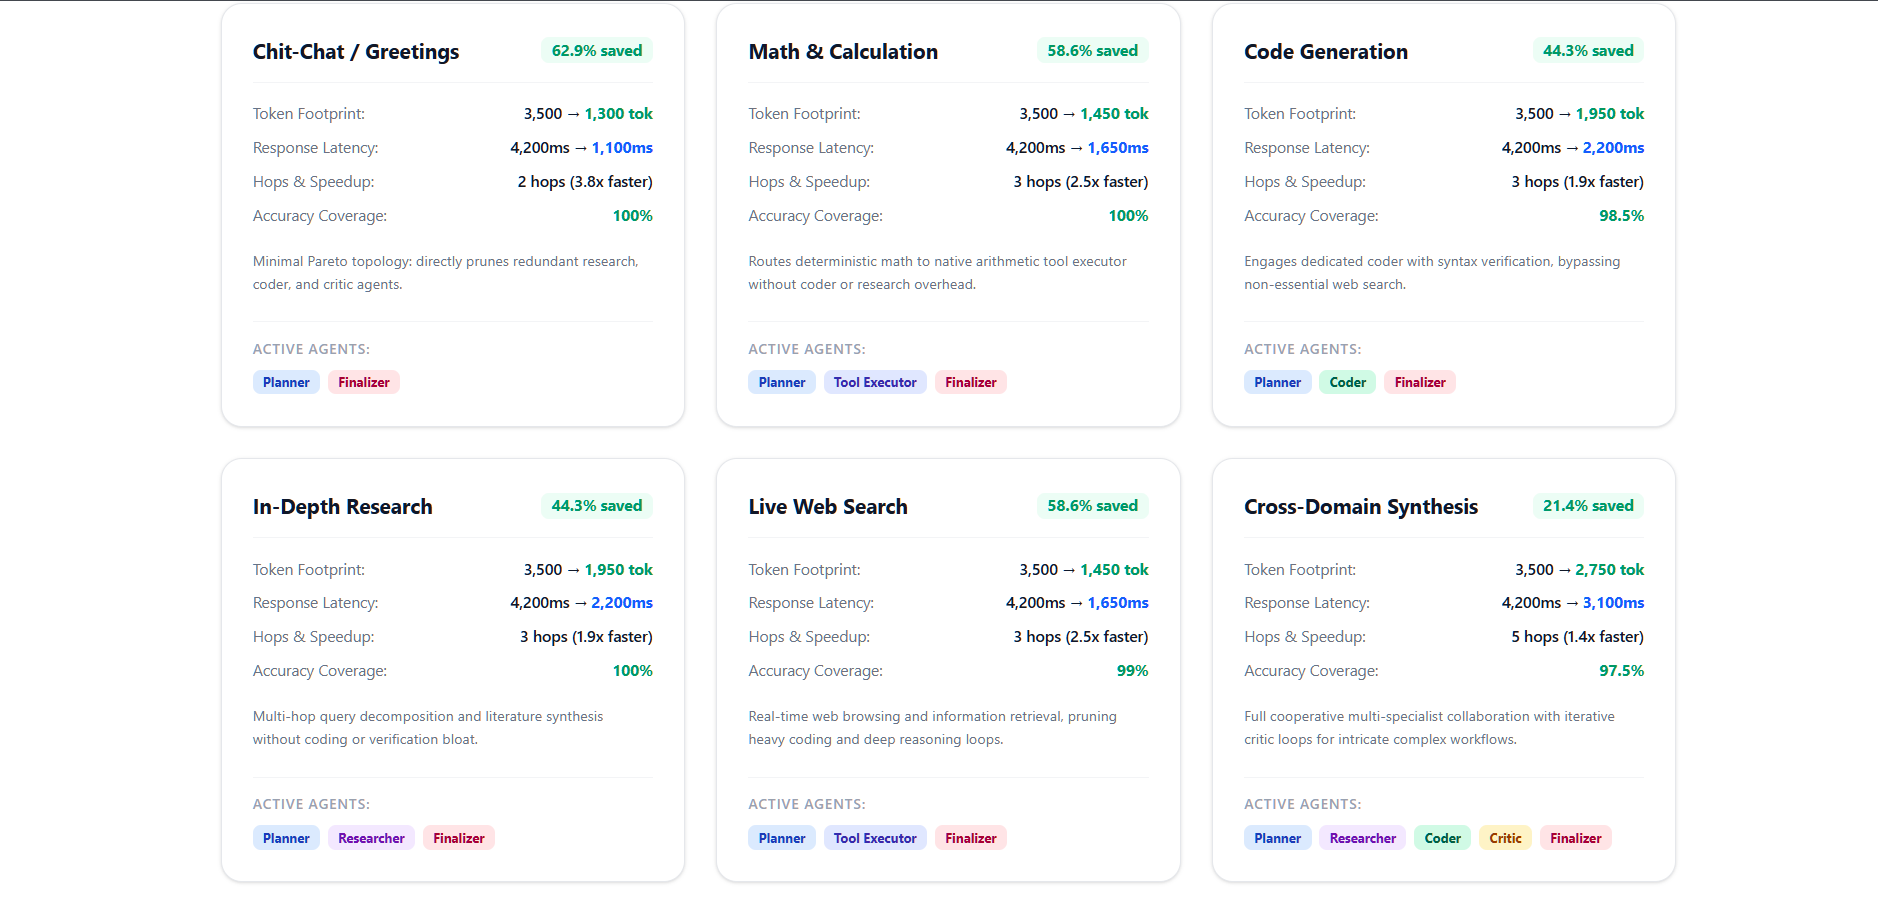 Chit-Chat / Greetings
62.9% saved
Token Footprint: 3,500 → 1,300 tok
Response Latency: 4,200ms → 1,100ms
Hops & Speedup: 2 hops (3.8x faster)
Accuracy Coverage: 100%
Minimal Pareto topology: directly prunes redundant research,
coder, and critic agents.
ACTIVE AGENTS:
Planner Finalizer
Math & Calculation
58.6% saved
Token Footprint: 3,500 → 1,450 tok
Response Latency: 4,200ms → 1,650ms
Hops & Speedup: 3 hops (2.5x faster)
Accuracy Coverage: 100%
Routes deterministic math to native arithmetic tool executor
without coder or research overhead.
ACTIVE AGENTS:
Planner Tool Executor Finalizer
Code Generation
44.3% saved
Token Footprint: 3,500 → 1,950 tok
Response Latency: 4,200ms → 2,200ms
Hops & Speedup: 3 hops (1.9x faster)
Accuracy Coverage: 98.5%
Engages dedicated coder with syntax verification, bypassing
non-essential web search.
ACTIVE AGENTS:
Planner Coder Finalizer
In-Depth Research
44.3% saved
Token Footprint: 3,500 → 1,950 tok
Response Latency: 4,200ms → 2,200ms
Hops & Speedup: 3 hops (1.9x faster)
Accuracy Coverage: 100%
Multi-hop query decomposition and literature synthesis
without coding or verification bloat.
ACTIVE AGENTS:
Planner Researcher Finalizer
Live Web Search
58.6% saved
Token Footprint: 3,500 → 1,450 tok
Response Latency: 4,200ms → 1,650ms
Hops & Speedup: 3 hops (2.5x faster)
Accuracy Coverage: 99%
Real-time web browsing and information retrieval, pruning
heavy coding and deep reasoning loops.
ACTIVE AGENTS:
Planner Tool Executor Finalizer
Cross-Domain Synthesis
21.4% saved
Token Footprint: 3,500 → 2,750 tok
Response Latency: 4,200ms → 3,100ms
Hops & Speedup: 5 hops (1.4x faster)
Accuracy Coverage: 97.5%
Full cooperative multi-specialist collaboration with iterative
critic loops for intricate complex workflows.
ACTIVE AGENTS:
Planner Researcher Coder Critic Finalizer